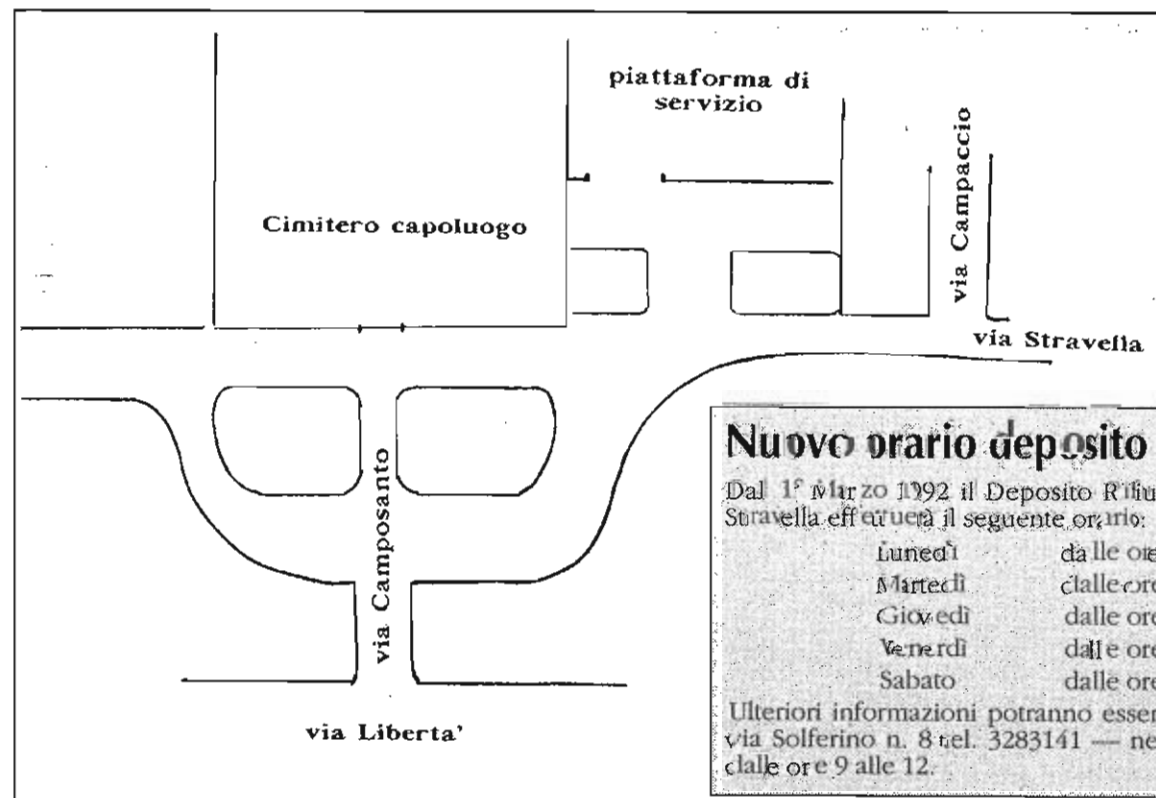 piattaforma di
servizio
via Campaccio
Cimitero capoluogo
via Stravella
via Camposanto
via Liberta'
Nuovo orario deposito
Dal 1° Marzo 1992 il Deposito Rifiu
Stravella effettuerà il seguente orario:
Lunedì dalle ore
Martedì dalle ore
Giovedì dalle ore
Venerdì dalle ore
Sabato dalle ore
Ulteriori informazioni potranno esser
via Solferino n. 8 tel. 3283141 — ne
dalle ore 9 alle 12.